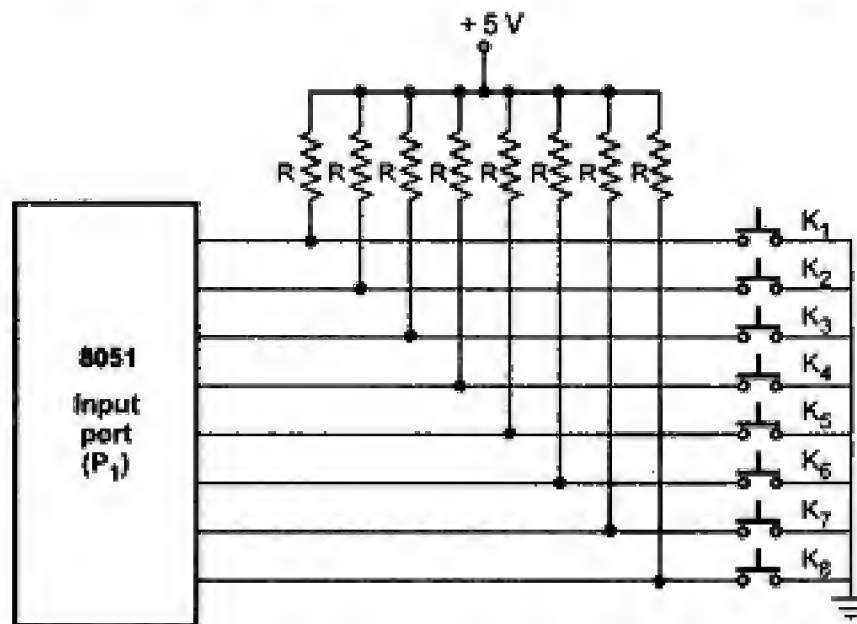 + 5 V
R R R R R R R R
K1
K2
K3
K4
K5
K6
K7
K8
8051
Input
port
(P1)